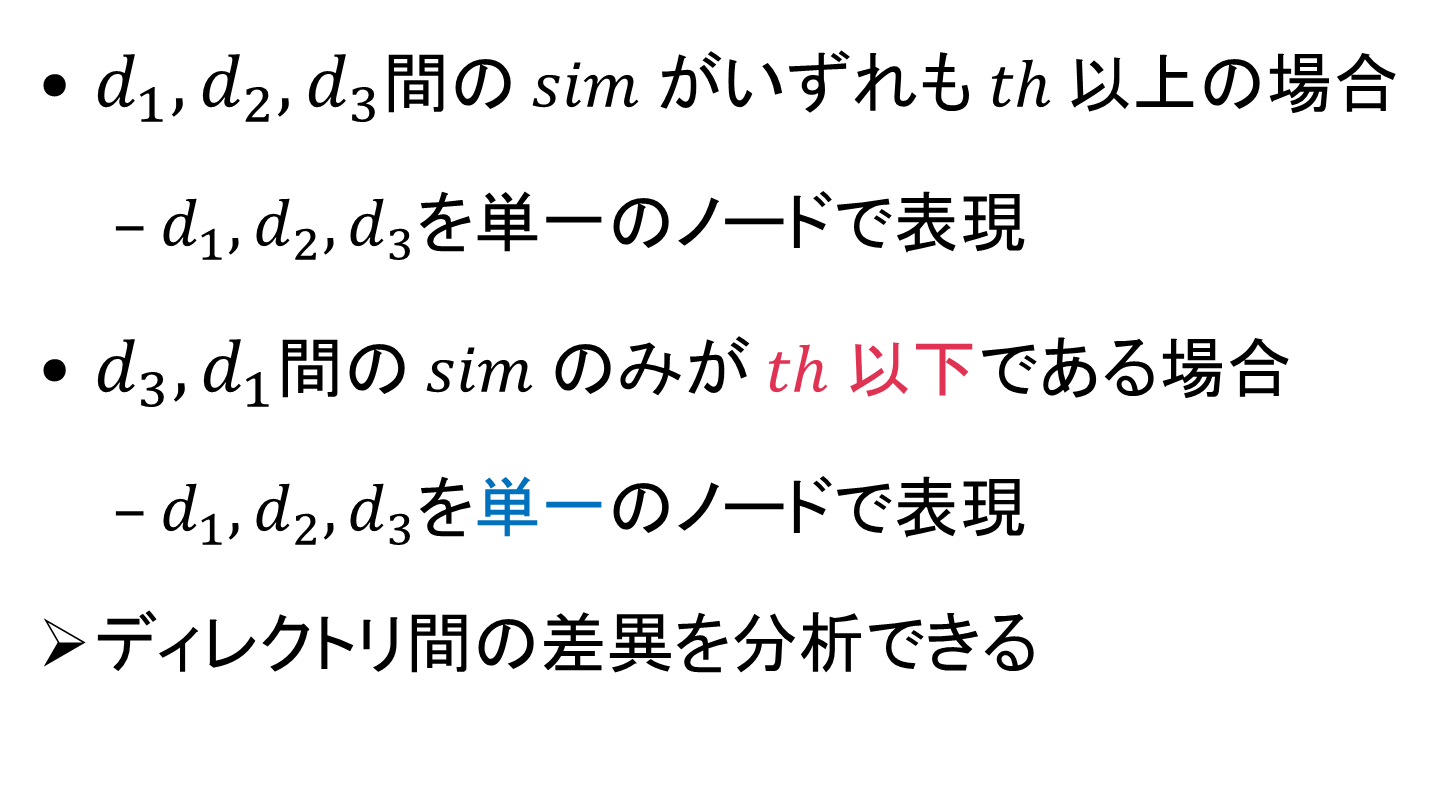 • d₁, d₂, d₃間の sim がいずれも th 以上の場合
– d₁, d₂, d₃を単一のノードで表現
• d₃, d₁間の sim のみが th 以下である場合
– d₁, d₂, d₃を単一のノードで表現
➢ ディレクトリ間の差異を分析できる